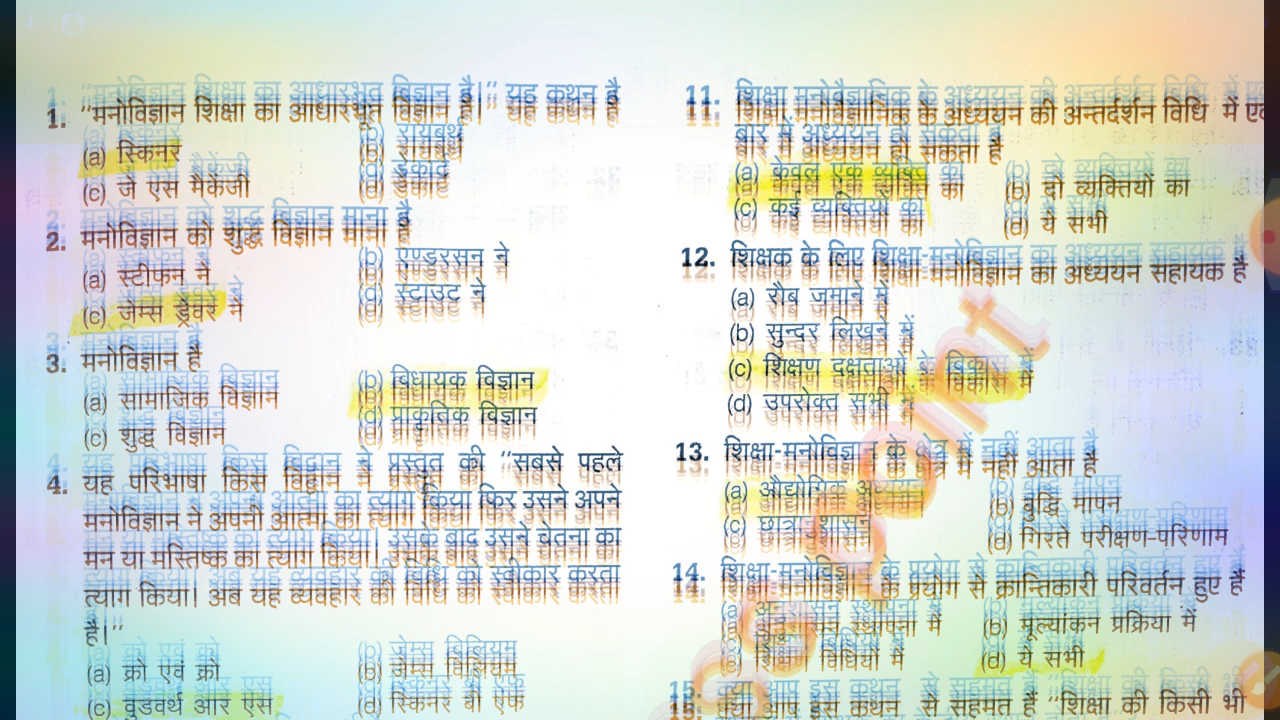 1. "मनोविज्ञान शिक्षा का आधारभूत विज्ञान है।" यह कथन है
(a) स्किनर (b) रायबर्थ
(c) जे एस मैकेंजी (d) डेकार्टे
2. मनोविज्ञान को शुद्ध विज्ञान माना है
(a) स्टीफन ने (b) एण्डरसन ने
(c) जेम्स ड्रेवर ने (d) स्टाउट ने
3. मनोविज्ञान है
(a) सामाजिक विज्ञान (b) विधायक विज्ञान
(c) शुद्ध विज्ञान (d) प्राकृतिक विज्ञान
4. यह परिभाषा किस विद्वान ने प्रस्तुत की "सबसे पहले
मनोविज्ञान ने अपनी आत्मा का त्याग किया फिर उसने अपने
मन या मस्तिष्क का त्याग किया। उसके बाद उसने चेतना का
त्याग किया। अब यह व्यवहार की विधि को स्वीकार करता
है।"
(a) क्रो एवं क्रो (b) जेम्स विलियम
(c) वुडवर्थ आर एस (d) स्किनर बी एफ
11. शिक्षा मनोवैज्ञानिक के अध्ययन की अन्तर्दर्शन विधि में
बार में अध्ययन हो सकता है
(a) केवल एक व्यक्ति का (b) दो व्यक्तियों का
(c) कई व्यक्तियों का (d) ये सभी
12. शिक्षक के लिए शिक्षा-मनोविज्ञान का अध्ययन सहायक है
(a) रौब जमाने में
(b) सुन्दर लिखने में
(c) शिक्षण दक्षताओं के विकास में
(d) उपरोक्त सभी में
13. शिक्षा-मनोविज्ञान के क्षेत्र में नहीं आता है
(a) औद्योगिक (b) बुद्धि मापन
(c) (d) गिरते परीक्षण-परिणाम
14. शिक्षा-मनोविज्ञान के प्रयोग से क्रान्तिकारी परिवर्तन हुए हैं
(a) अनुशासन स्थापना में (b) मूल्यांकन प्रक्रिया में
शिक्षण विधियों में (d) ये सभी
15. क्या आप इस कथन से सहमत हैं "शिक्षा की किसी भी